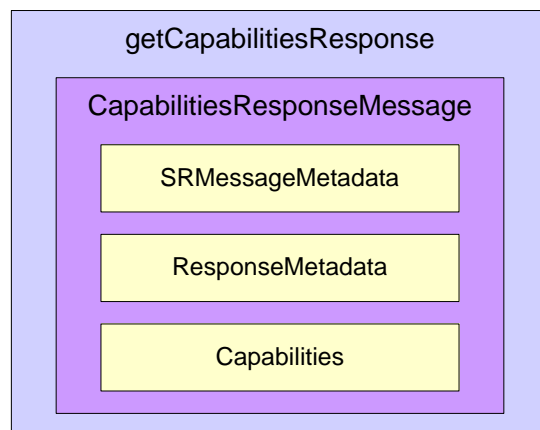 getCapabilitiesResponse
CapabilitiesResponseMessage
SRMessageMetadata
ResponseMetadata
Capabilities